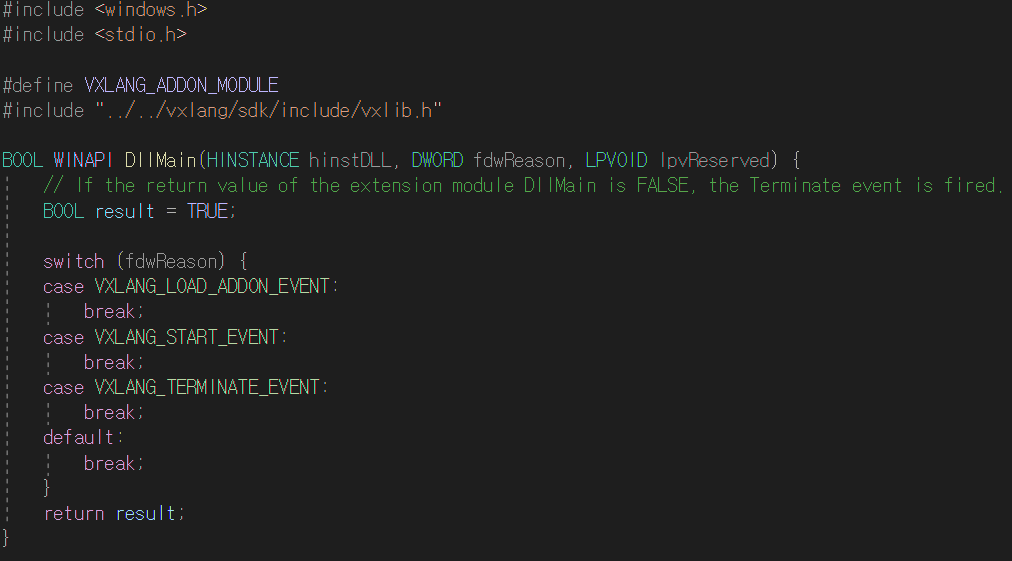 #include <windows.h>
#include <stdio.h>

#define VXLANG_ADDON_MODULE
#include "../../vxlang/sdk/include/vxlib.h"

BOOL WINAPI DllMain(HINSTANCE hinstDLL, DWORD fdwReason, LPVOID lpvReserved) {
    // If the return value of the extension module DllMain is FALSE, the Terminate event is fired.
    BOOL result = TRUE;

    switch (fdwReason) {
    case VXLANG_LOAD_ADDON_EVENT:
        break;
    case VXLANG_START_EVENT:
        break;
    case VXLANG_TERMINATE_EVENT:
        break;
    default:
        break;
    }
    return result;
}